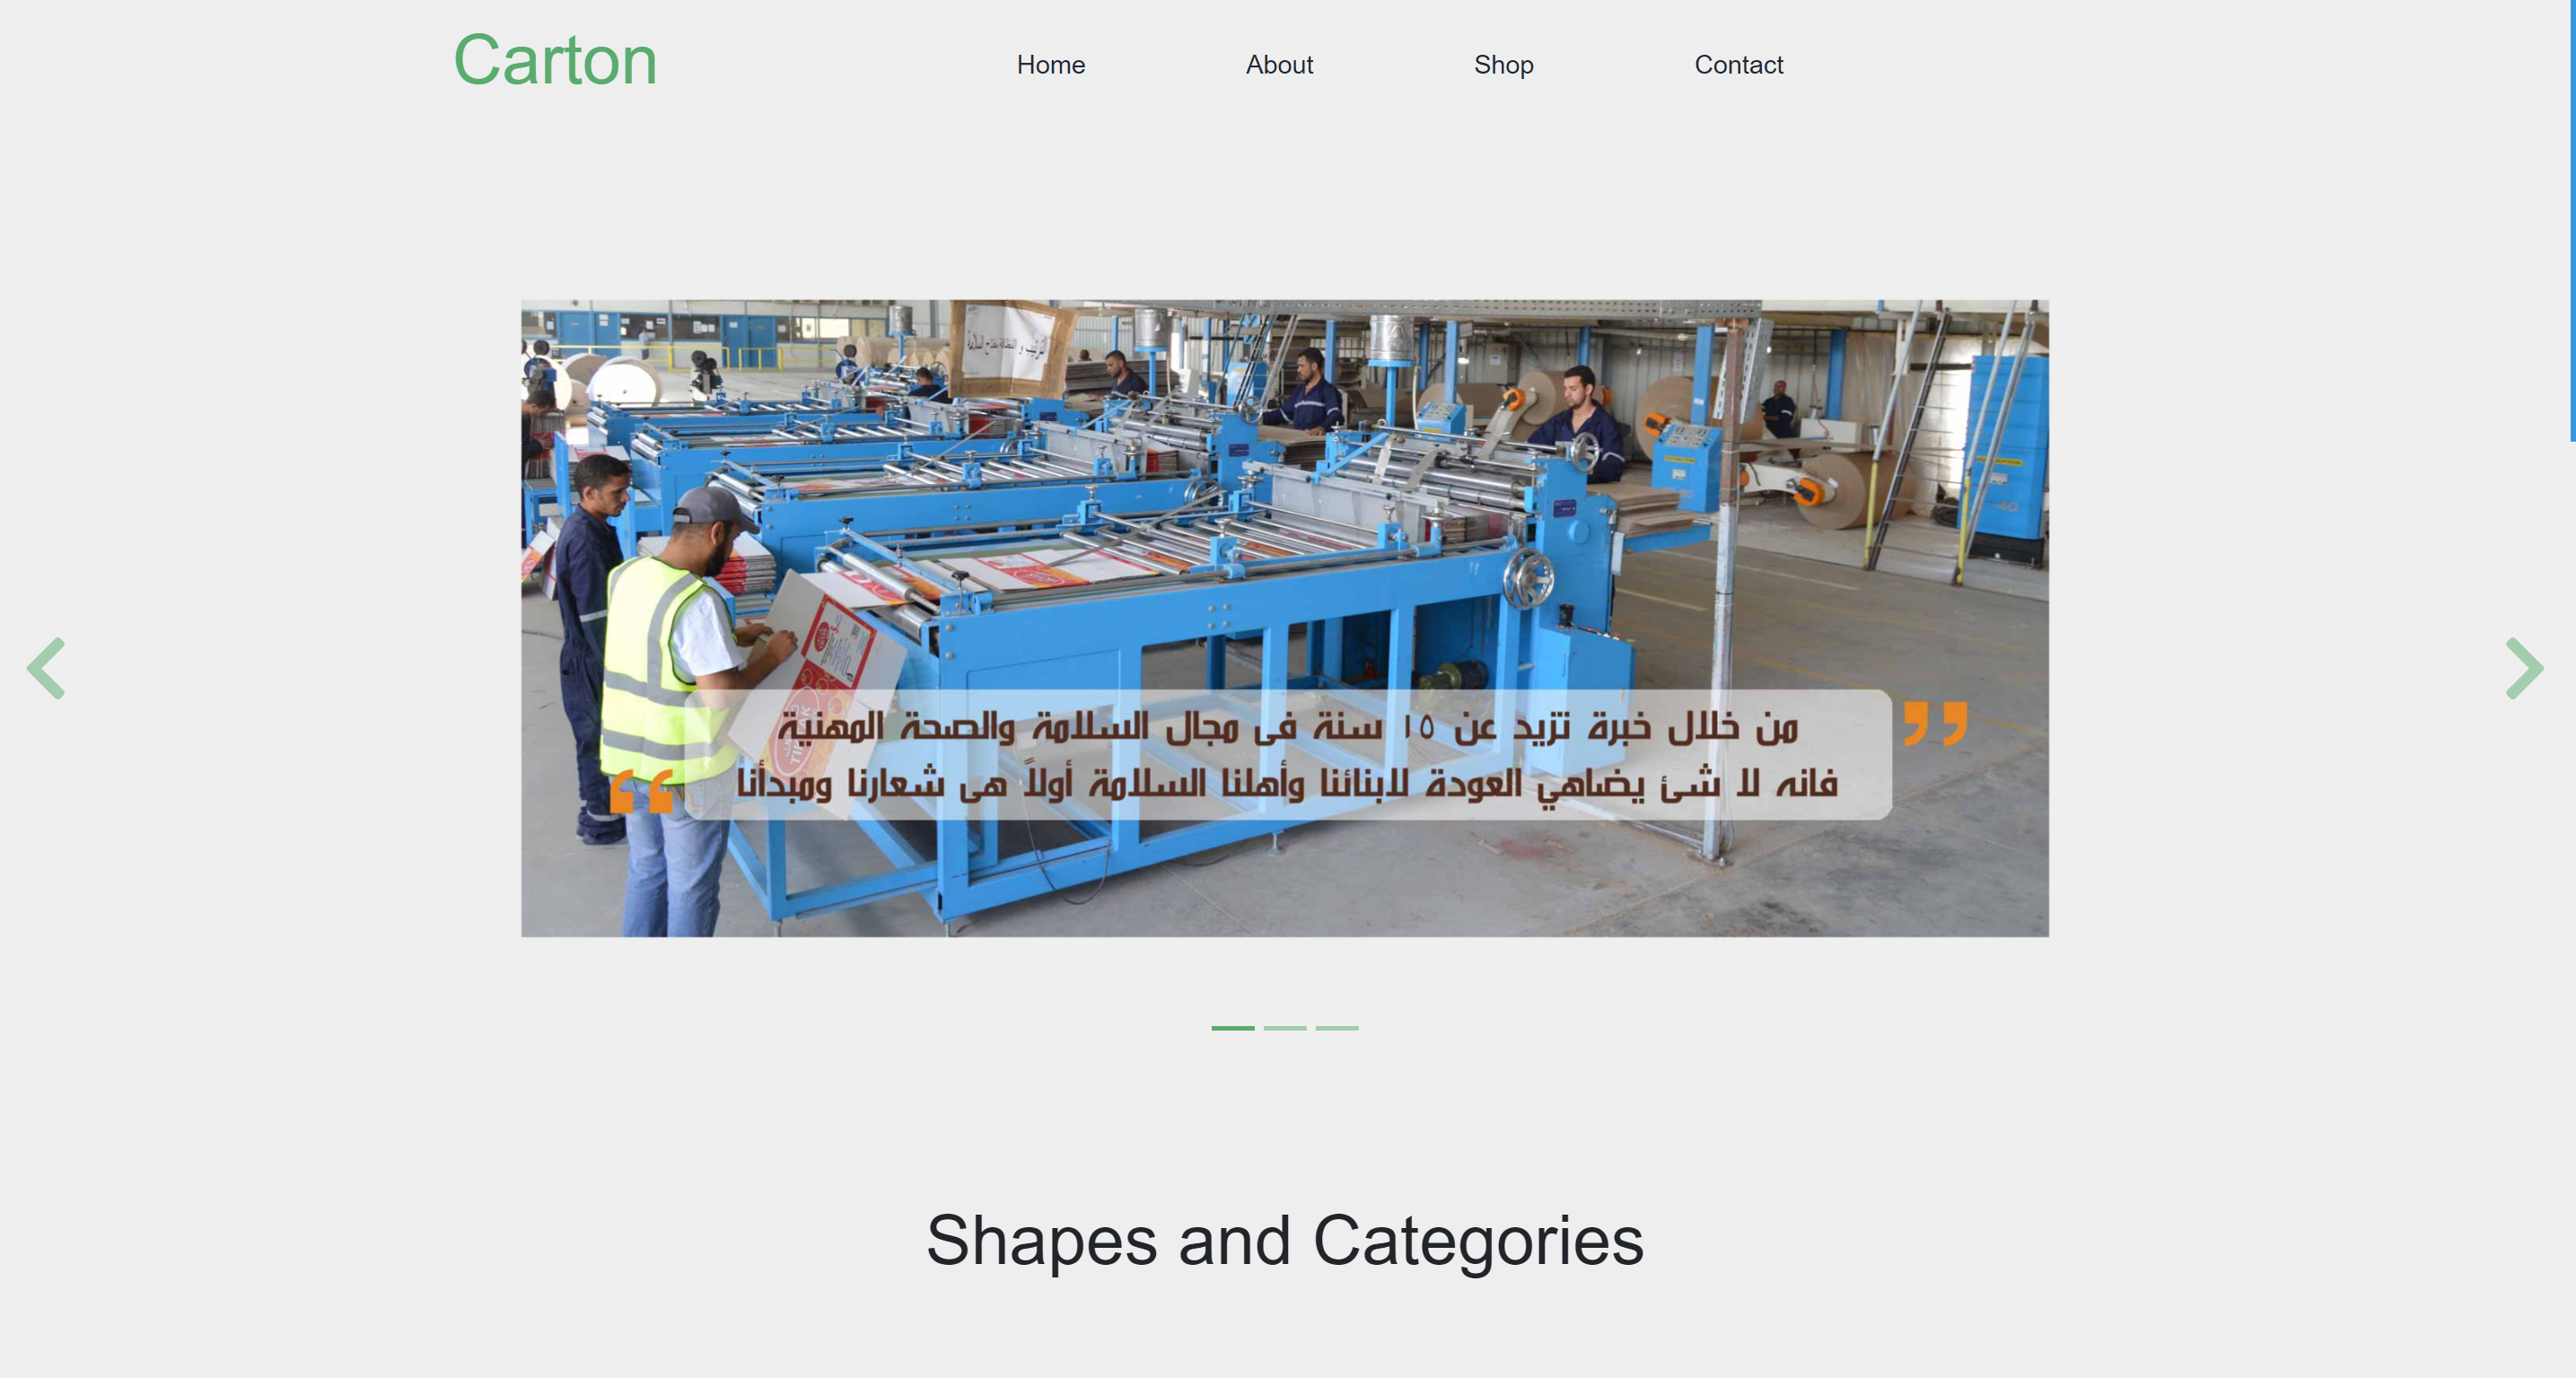 Carton
Home About Shop Contact
من خلال خبرة تزيد عن ١٥ سنة فى مجال السلامة والصحة المهنية
فانه لا شئ يضاهي العودة لابنائنا وأهلنا السلامة أولاً هى شعارنا ومبدأنا
Shapes and Categories